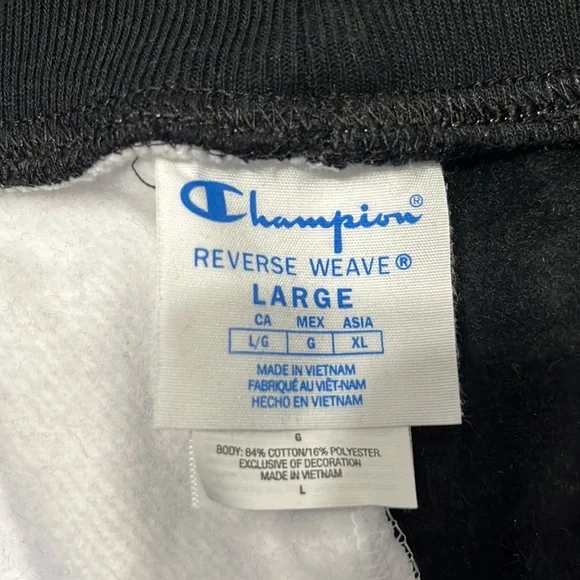 Champion®
REVERSE WEAVE®
LARGE
CA MEX ASIA
L/G G XL
MADE IN VIETNAM
FABRIQUÉ AU VIÊT-NAM
HECHO EN VIETNAM
G
BODY: 84% COTTON/16% POLYESTER.
EXCLUSIVE OF DECORATION
MADE IN VIETNAM
L